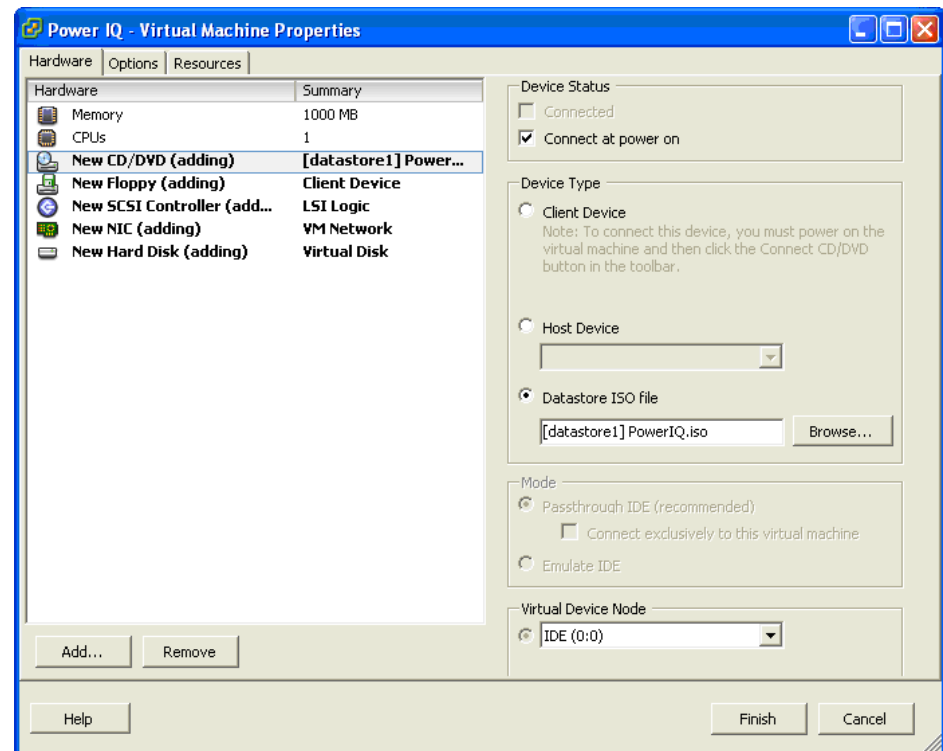 Power IQ - Virtual Machine Properties
Hardware Options Resources
Hardware Summary
Memory 1000 MB
CPUs 1
New CD/DVD (adding) [datastore1] Power...
New Floppy (adding) Client Device
New SCSI Controller (add... LSI Logic
New NIC (adding) VM Network
New Hard Disk (adding) Virtual Disk
Add... Remove
Device Status
Connected
Connect at power on
Device Type
Client Device
Note: To connect this device, you must power on the
virtual machine and then click the Connect CD/DVD
button in the toolbar.
Host Device
Datastore ISO file
[datastore1] PowerIQ.iso Browse...
Mode
Passthrough IDE (recommended)
Connect exclusively to this virtual machine
Emulate IDE
Virtual Device Node
IDE (0:0)
Help Finish Cancel